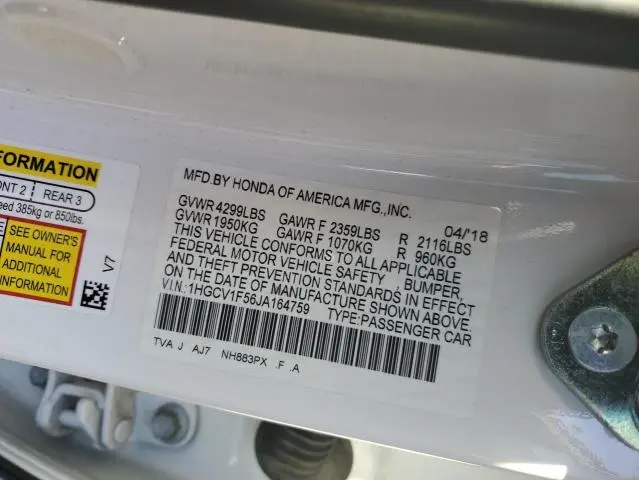 FORMATION
ONT 2 REAR 3
eed 385kg or 850lbs.
SEE OWNER'S
MANUAL FOR
ADDITIONAL
INFORMATION
V7
MFD.BY HONDA OF AMERICA MFG.,INC.
04/'18
GVWR 4299LBS GAWR F 2359LBS R 2116LBS
GVWR 1950KG GAWR F 1070KG R 960KG
THIS VEHICLE CONFORMS TO ALL APPLICABLE
FEDERAL MOTOR VEHICLE SAFETY , BUMPER,
AND THEFT PREVENTION STANDARDS IN EFFECT
ON THE DATE OF MANUFACTURE SHOWN ABOVE.
V.I.N.:1HGCV1F56JA164759 TYPE:PASSENGER CAR
TVA J AJ7 NH883PX .F .A